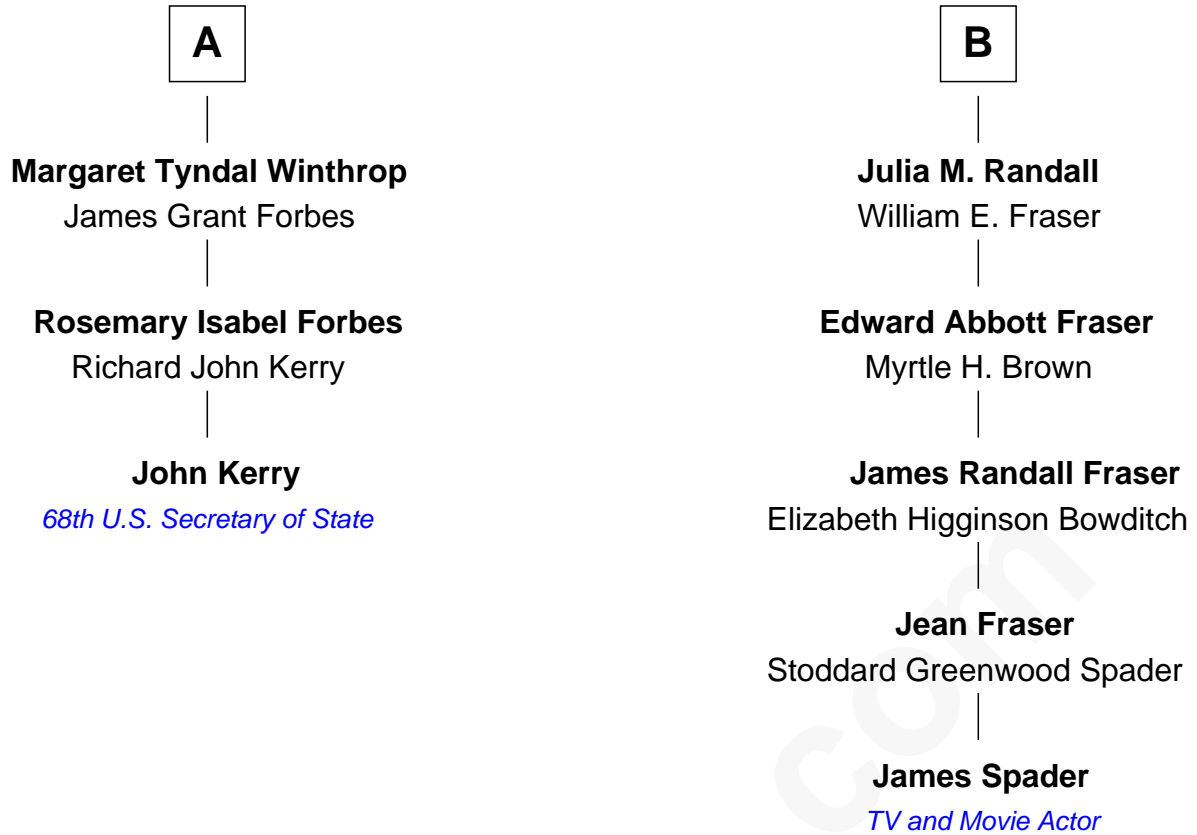 A
Margaret Tyndal Winthrop
James Grant Forbes
Rosemary Isabel Forbes
Richard John Kerry
John Kerry
68th U.S. Secretary of State
B
Julia M. Randall
William E. Fraser
Edward Abbott Fraser
Myrtle H. Brown
James Randall Fraser
Elizabeth Higginson Bowditch
Jean Fraser
Stoddard Greenwood Spader
James Spader
TV and Movie Actor
com